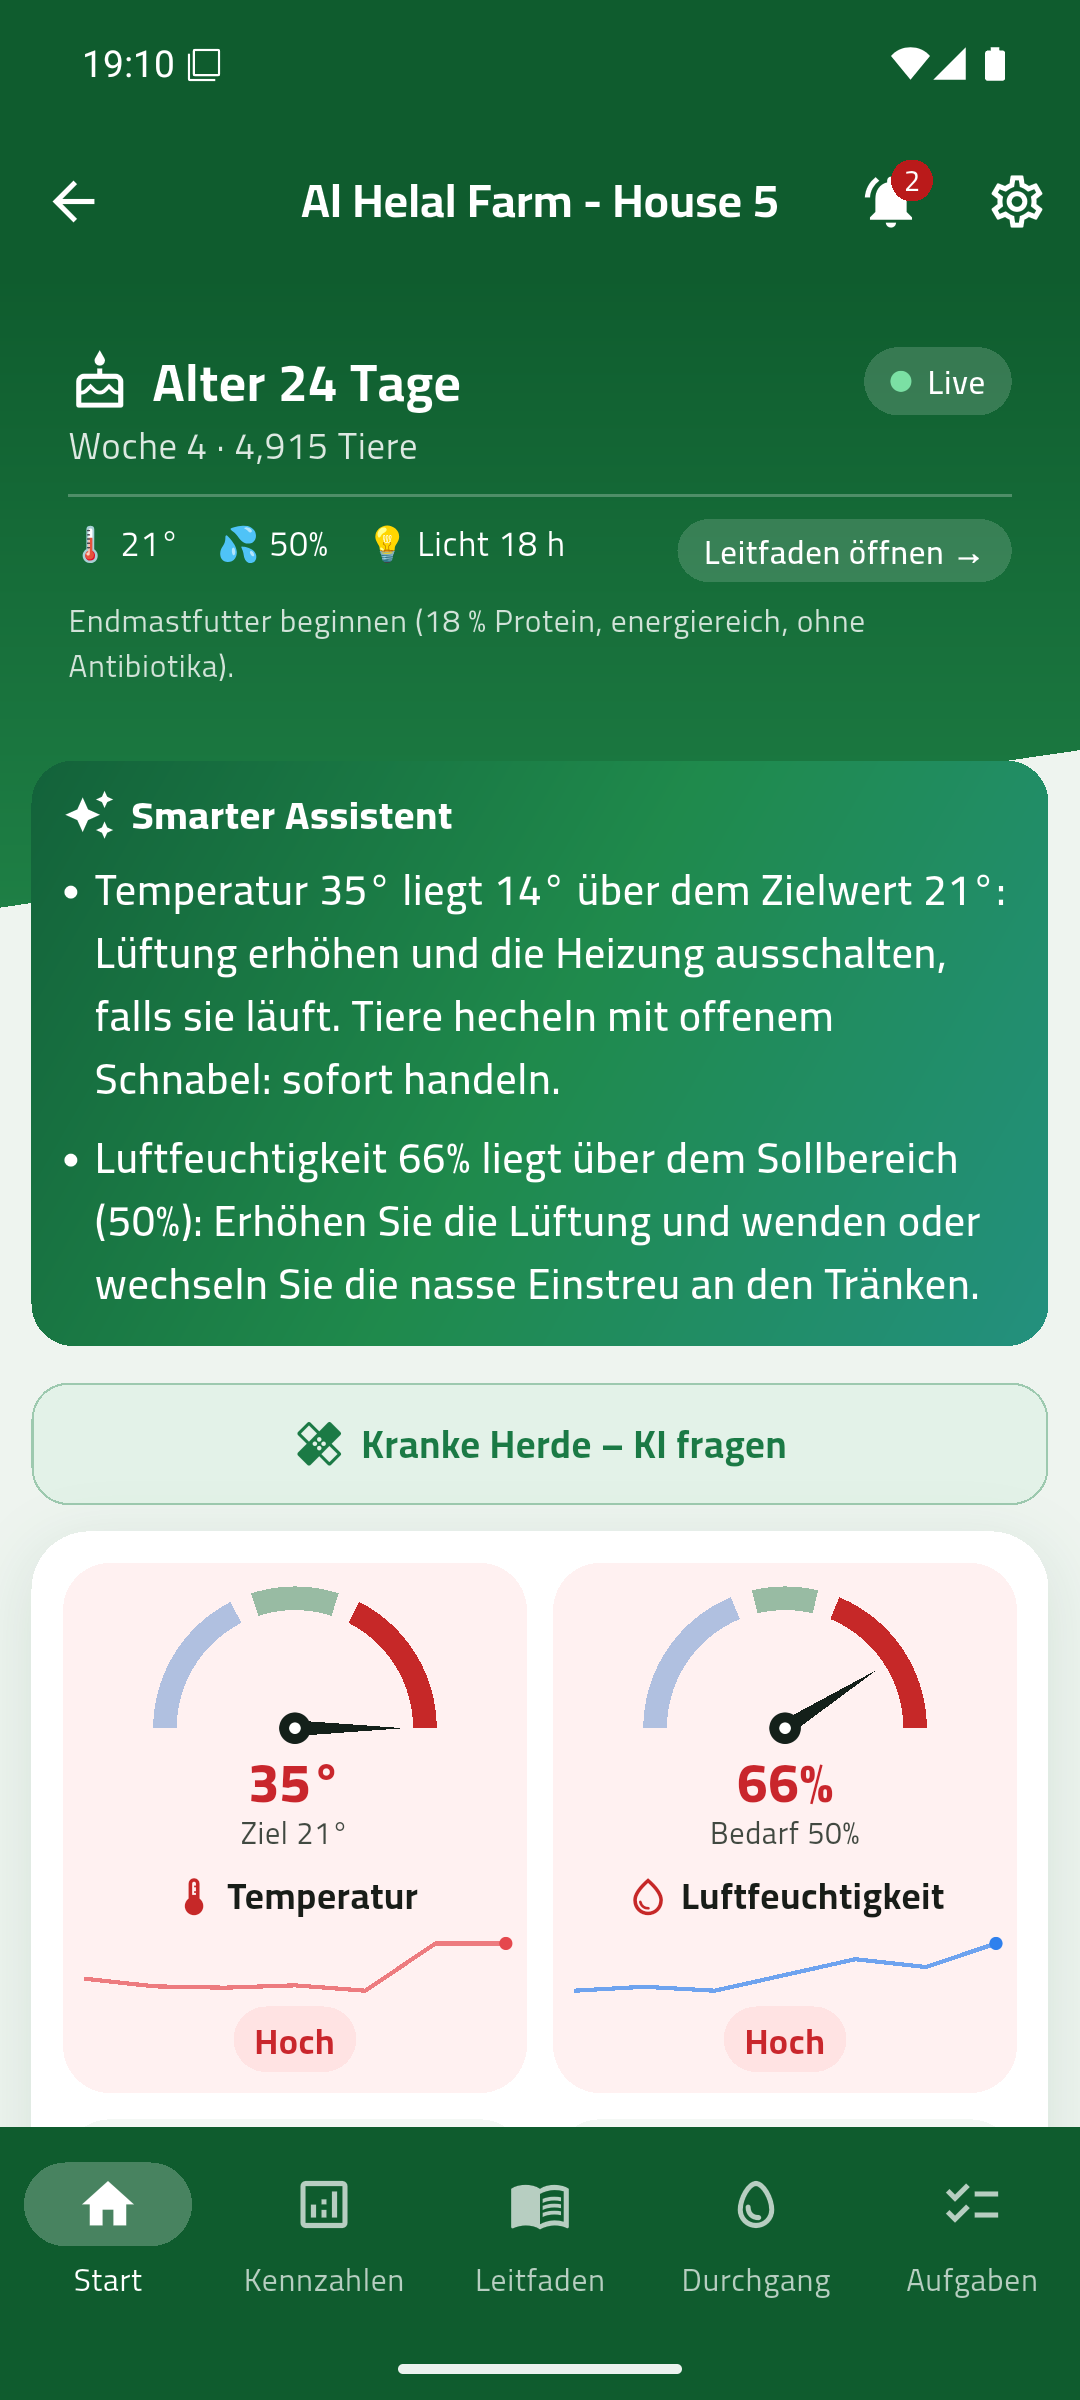 19:10
Al Helal Farm - House 5
2
Alter 24 Tage
Live
Woche 4 · 4,915 Tiere
21° 50% Licht 18 h
Leitfaden öffnen →
Endmastfutter beginnen (18 % Protein, energiereich, ohne
Antibiotika).
Smarter Assistent
• Temperatur 35° liegt 14° über dem Zielwert 21°:
Lüftung erhöhen und die Heizung ausschalten,
falls sie läuft. Tiere hecheln mit offenem
Schnabel: sofort handeln.
• Luftfeuchtigkeit 66% liegt über dem Sollbereich
(50%): Erhöhen Sie die Lüftung und wenden oder
wechseln Sie die nasse Einstreu an den Tränken.
Kranke Herde – KI fragen
35°
Ziel 21°
Temperatur
Hoch
66%
Bedarf 50%
Luftfeuchtigkeit
Hoch
Start
Kennzahlen
Leitfaden
Durchgang
Aufgaben